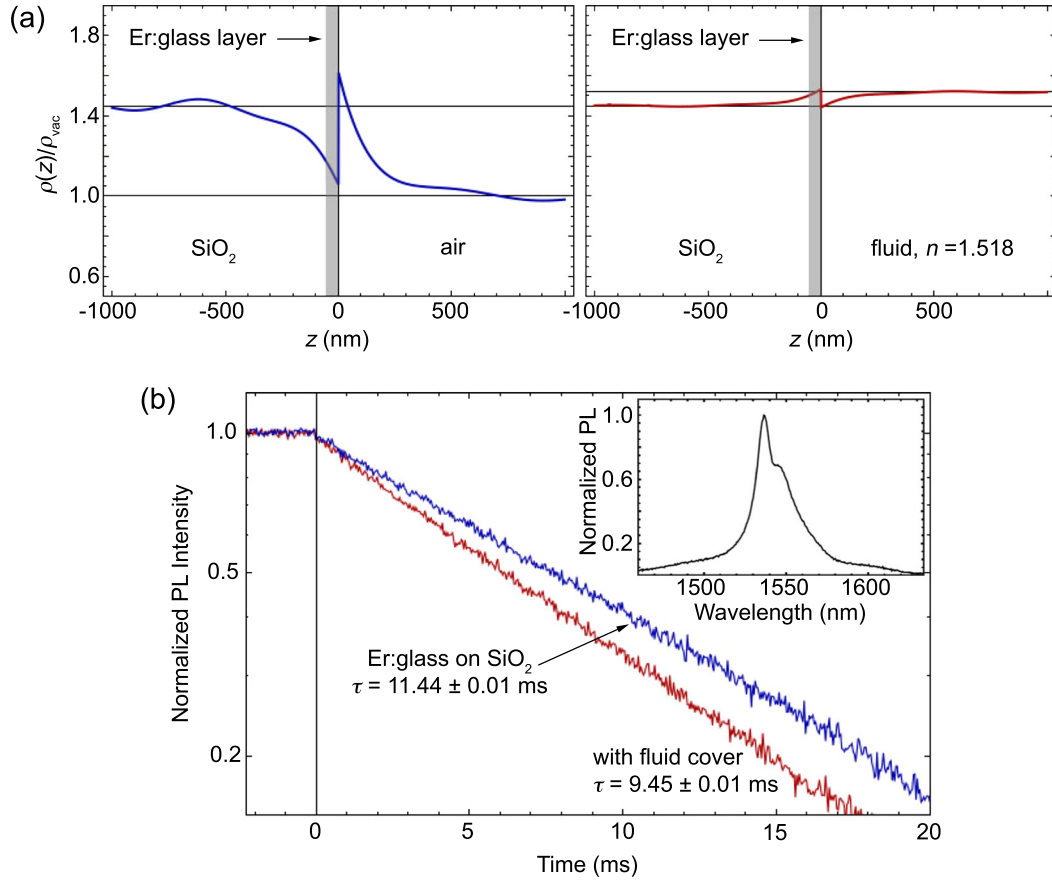 (a)
Er:glass layer
Er:glass layer
1.8
1.4
1.0
0.6
ρ(z)/ρvac
SiO2
air
SiO2
fluid, n =1.518
-1000
-500
0
500
-1000
-500
0
500
z (nm)
z (nm)
(b)
1.0
0.5
0.2
Normalized PL Intensity
1.0
0.6
0.2
Normalized PL
1500
1550
1600
Wavelength (nm)
Er:glass on SiO2
τ = 11.44 ± 0.01 ms
with fluid cover
τ = 9.45 ± 0.01 ms
0
5
10
15
20
Time (ms)